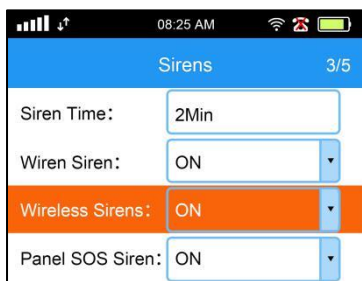 08:25 AM
Sirens 3/5
Siren Time: 2Min
Wiren Siren: ON
Wireless Sirens: ON
Panel SOS Siren: ON